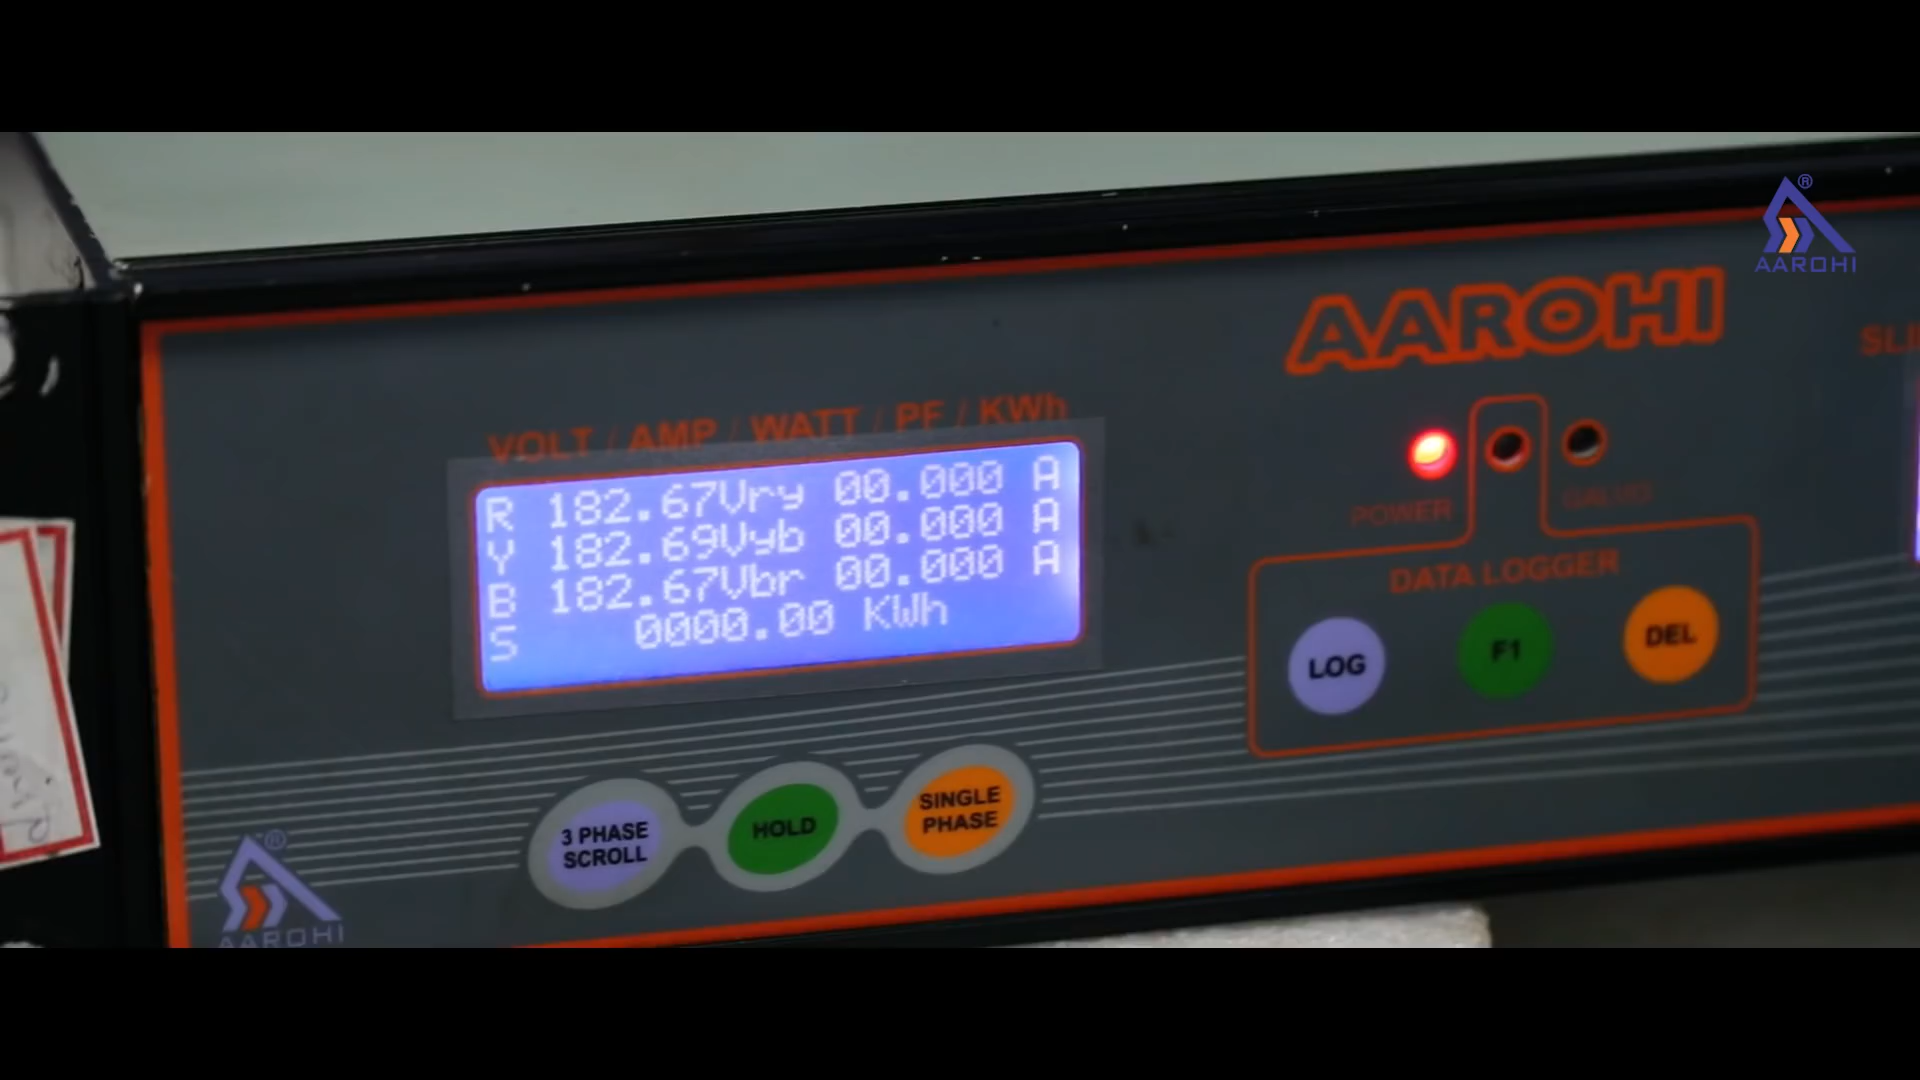 ® AAROHI
AAROHI
VOLT / AMP / WATT / PF / KWh
R 182.67Vry 00.000 A
Y 182.69Vyb 00.000 A
B 182.67Vbr 00.000 A
S 0000.00 KWh
POWER
GALVO
DATA LOGGER
LOG
F1
DEL
3 PHASE
SCROLL
HOLD
SINGLE
PHASE
® AAROHI